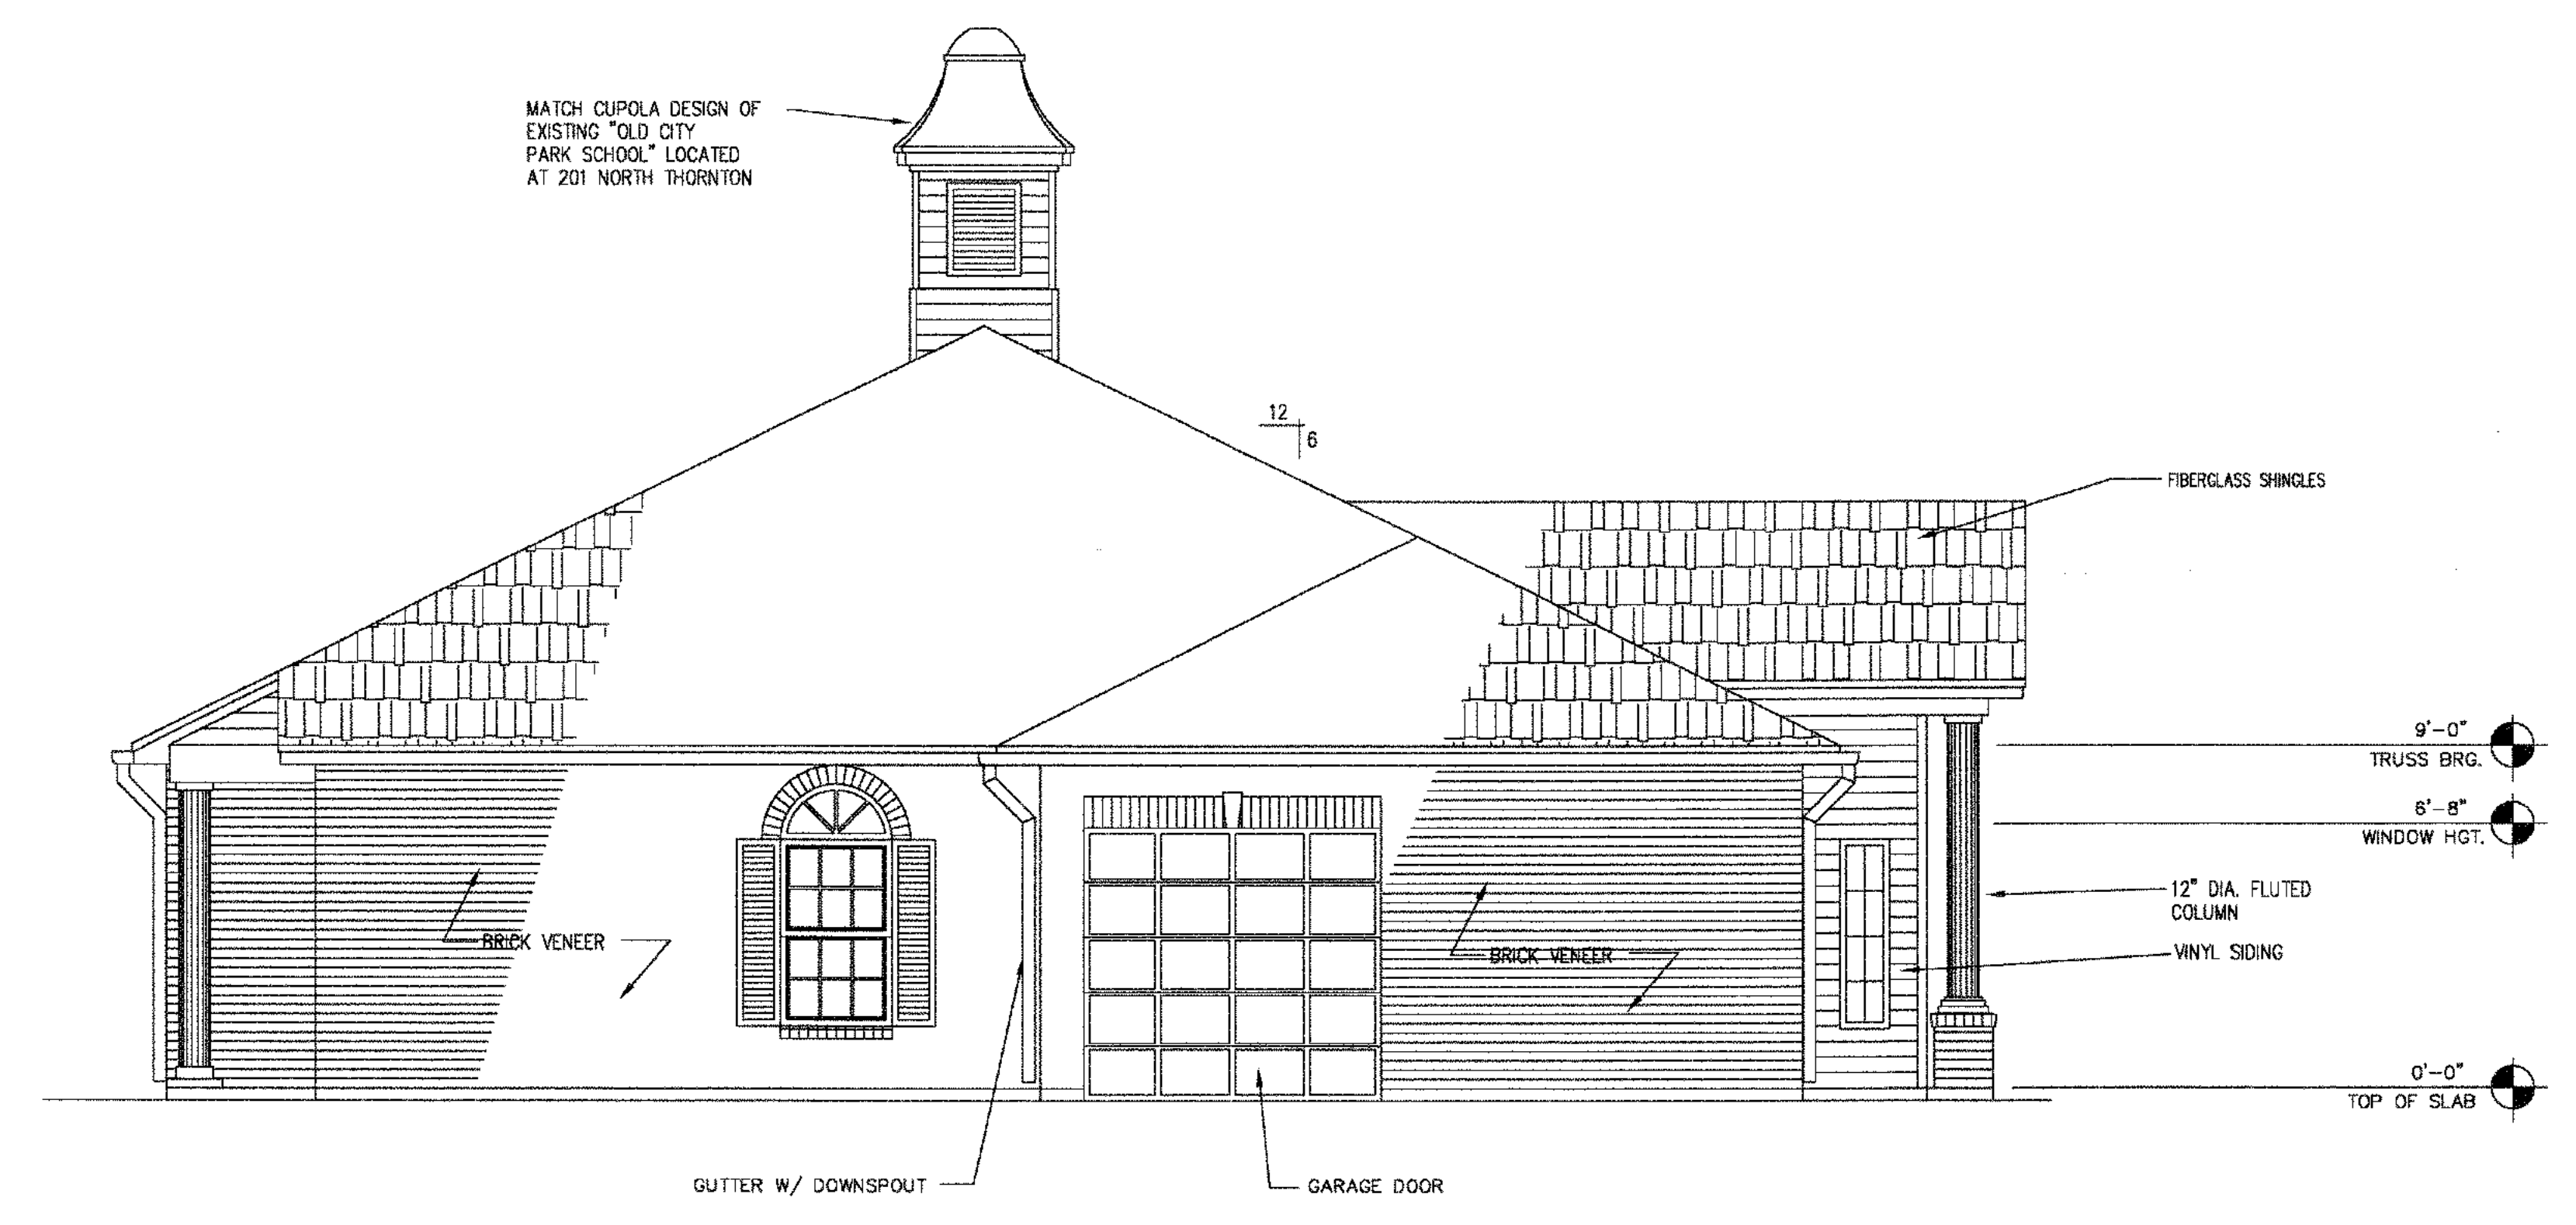 MATCH CUPOLA DESIGN OF
EXISTING "OLD CITY
PARK SCHOOL" LOCATED
AT 201 NORTH THORNTON
12
6
FIBERGLASS SHINGLES
9'-0"
TRUSS BRG.
6'-8"
WINDOW HGT.
12" DIA. FLUTED
COLUMN
BRICK VENEER
BRICK VENEER
VINYL SIDING
0'-0"
TOP OF SLAB
GUTTER W/ DOWNSPOUT
GARAGE DOOR